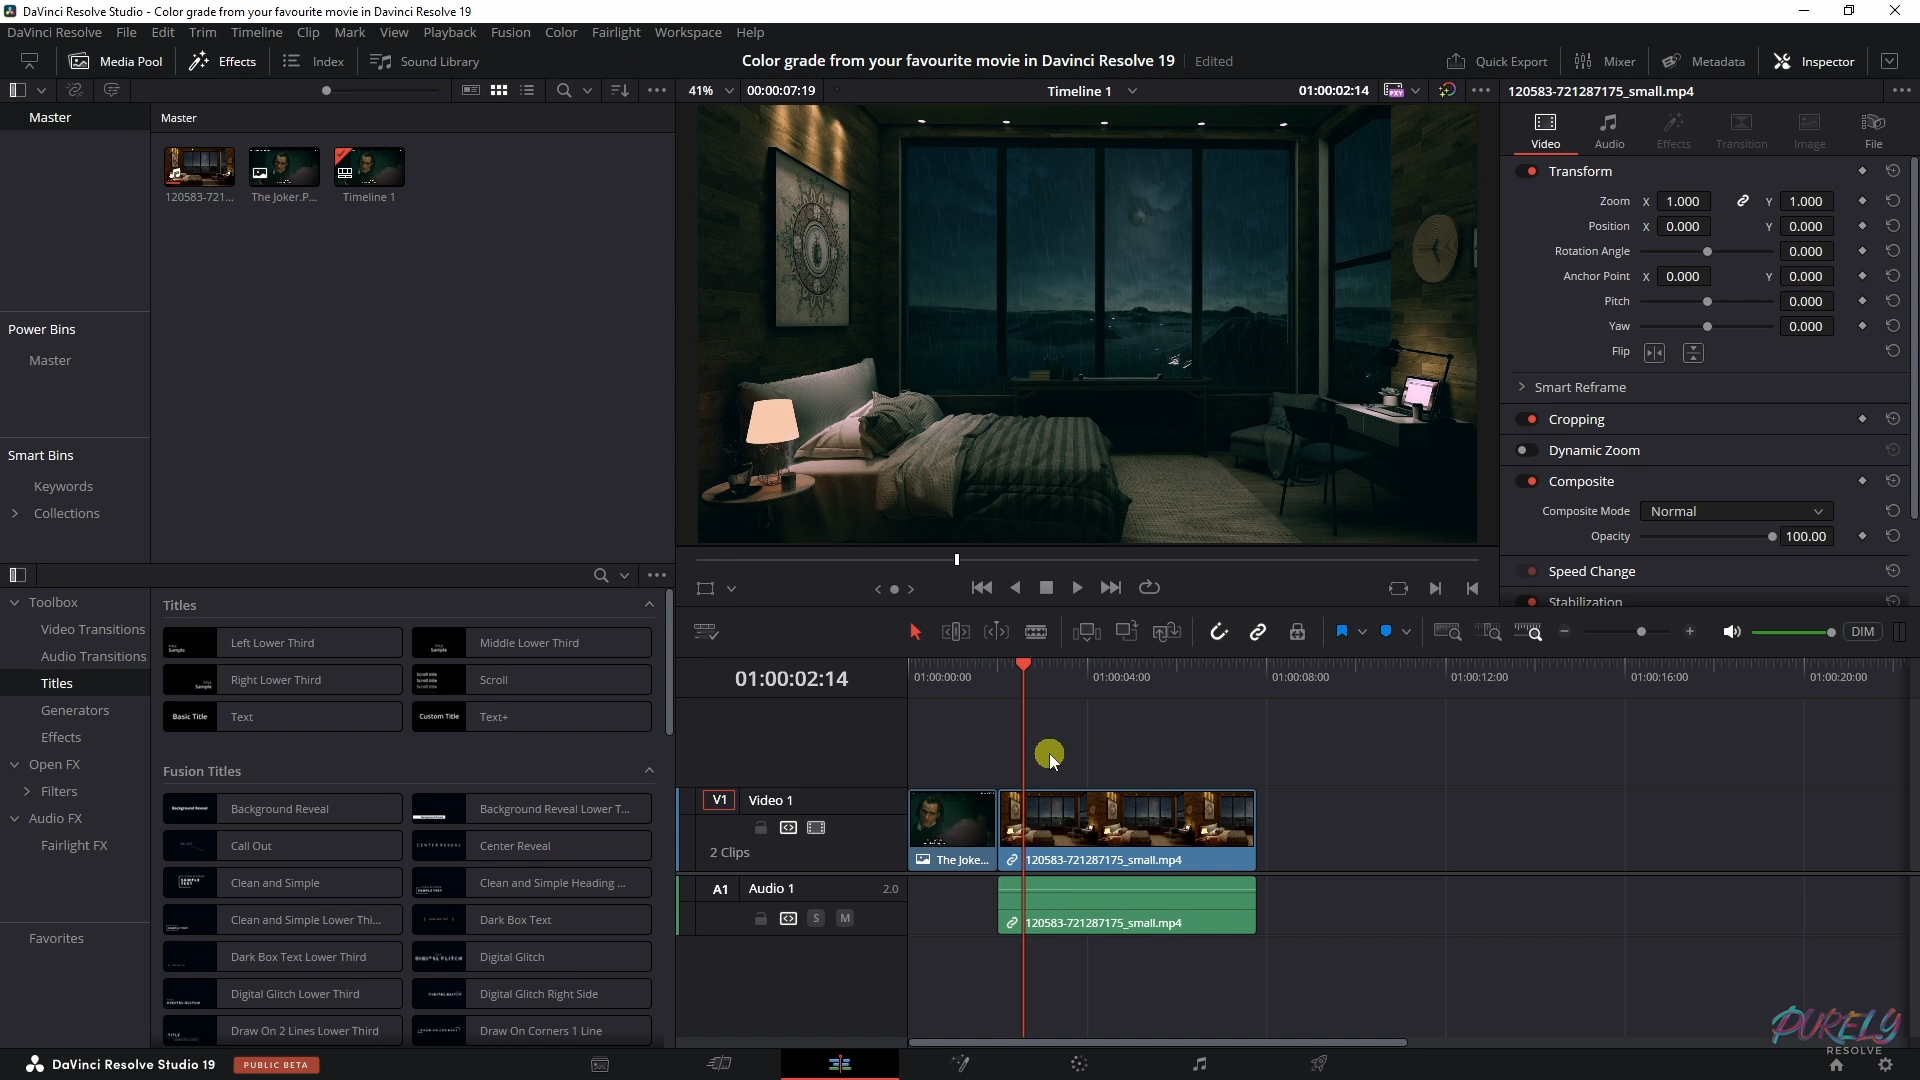 DaVinci Resolve Studio - Color grade from your favourite movie in Davinci Resolve 19
DaVinci Resolve File Edit Trim Timeline Clip Mark View Playback Fusion Color Fairlight Workspace Help
Media Pool Effects Index Sound Library Color grade from your favourite movie in Davinci Resolve 19 Edited Quick Export Mixer Metadata Inspector
41% 00:00:07:19 Timeline 1 01:00:02:14 PXY 120583-721287175_small.mp4
Master Master
Video Audio Effects Transition Image File
120583-721... The Joker.P... Timeline 1
Transform
Zoom X 1.000 Y 1.000
Position X 0.000 Y 0.000
Rotation Angle 0.000
Anchor Point X 0.000 Y 0.000
Pitch 0.000
Yaw 0.000
Flip
Smart Reframe
Cropping
Dynamic Zoom
Composite
Composite Mode Normal
Opacity 100.00
Speed Change
Stabilization
Power Bins
Master
Smart Bins
Keywords
Collections
Toolbox
Video Transitions
Audio Transitions
Titles
Generators
Effects
Open FX
Filters
Audio FX
Fairlight FX
Favorites
Titles
Left Lower Third Middle Lower Third
Right Lower Third Scroll
Basic Title Text Custom Title Text+
Fusion Titles
Background Reveal Background Reveal Lower T...
Call Out Center Reveal
Clean and Simple Clean and Simple Heading ...
Clean and Simple Lower Thi... Dark Box Text
Dark Box Text Lower Third Digital Glitch
Digital Glitch Lower Third Digital Glitch Right Side
Draw On 2 Lines Lower Third Draw On Corners 1 Line
DIM
01:00:02:14 01:00:00:00 01:00:04:00 01:00:08:00 01:00:12:00 01:00:16:00 01:00:20:00
V1 Video 1
2 Clips
The Joke... 120583-721287175_small.mp4
A1 Audio 1 2.0
S M
120583-721287175_small.mp4
PURELY
RESOLVE
DaVinci Resolve Studio 19 PUBLIC BETA